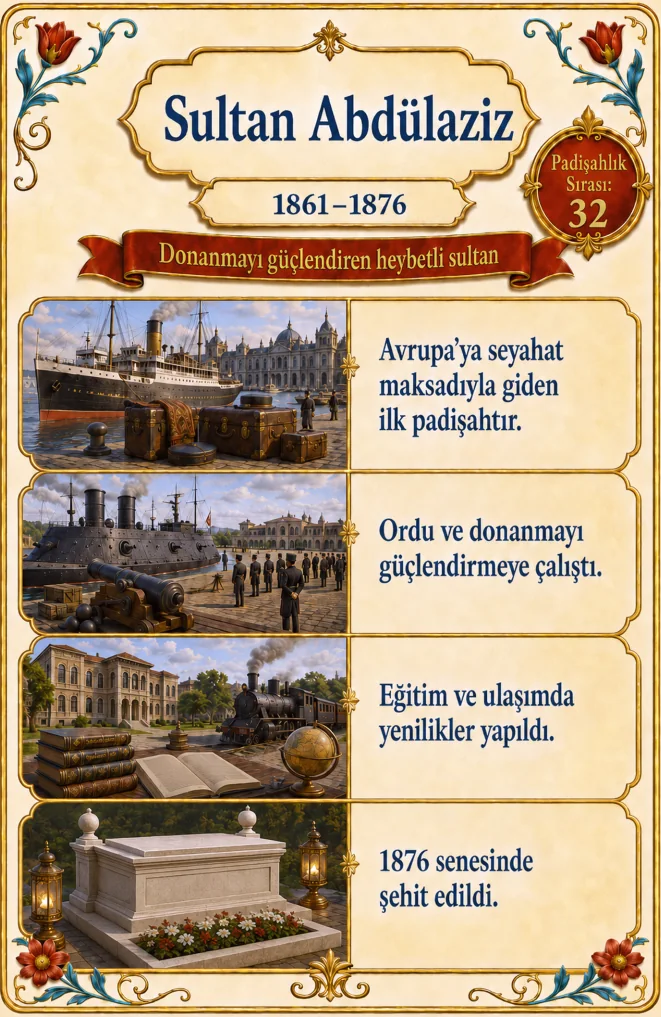 Sultan Abdülaziz
1861–1876
Padişahlık
Sırası:
32
Donanmayı güçlendiren heybetli sultan
Avrupa'ya seyahat
maksadıyla giden
ilk padişahtır.
Ordu ve donanmayı
güçlendirmeye çalıştı.
Eğitim ve ulaşımda
yenilikler yapıldı.
1876 senesinde
şehit edildi.